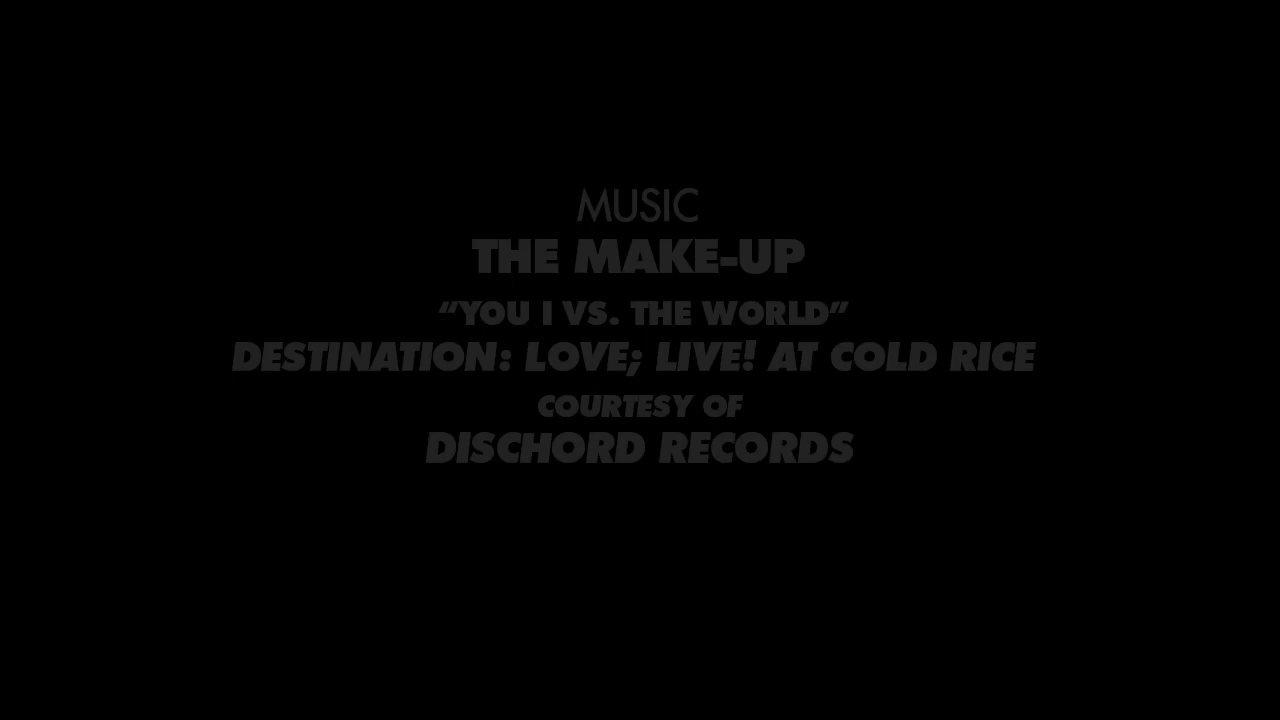 MUSIC
THE MAKE-UP
“YOU I VS. THE WORLD”
DESTINATION: LOVE; LIVE! AT COLD RICE
COURTESY OF
DISCHORD RECORDS